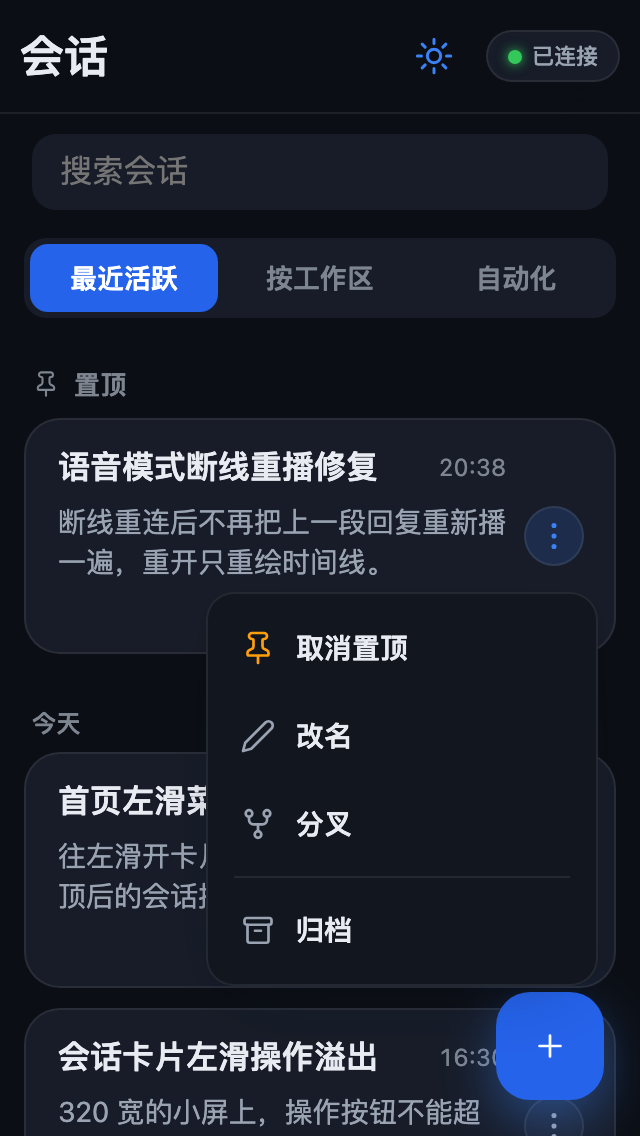 会话
已连接
搜索会话
最近活跃
按工作区
自动化
置顶
语音模式断线重播修复
20:38
断线重连后不再把上一段回复重新播
一遍，重开只重绘时间线。
取消置顶
改名
分叉
归档
今天
首页左滑
往左滑开卡
顶后的会话
会话卡片左滑操作溢出
16:3
320 宽的小屏上，操作按钮不能超